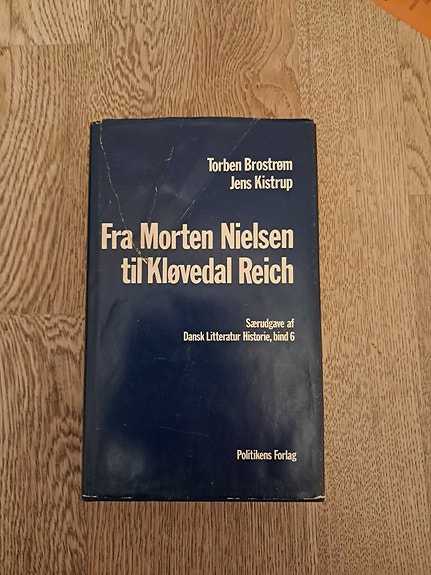 Torben Brostrøm
Jens Kistrup
Fra Morten Nielsen
til Kløvedal Reich
Særudgave af
Dansk Litteratur Historie, bind 6
Politikens Forlag